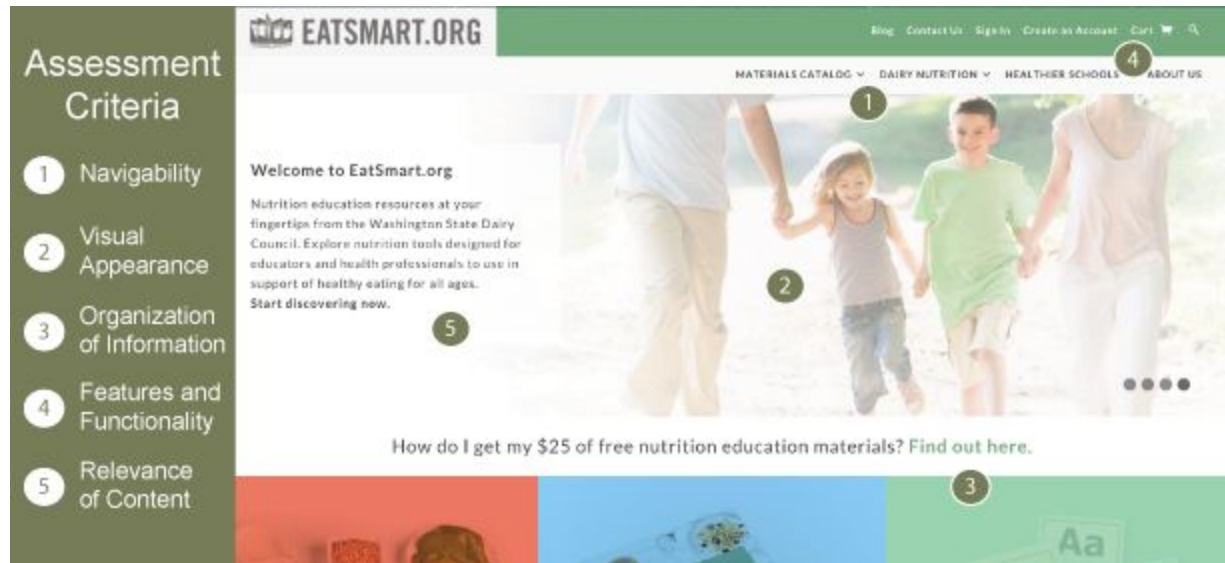 Assessment
Criteria
1 Navigability
2 Visual
Appearance
3 Organization
of Information
4 Features and
Functionality
5 Relevance
of Content
EATSMART.ORG
Blog Contact Us Sign In Create an Account Cart
4
MATERIALS CATALOG DAIRY NUTRITION HEALTHIER SCHOOLS ABOUT US
1
Welcome to EatSmart.org
Nutrition education resources at your
fingertips from the Washington State Dairy
Council. Explore nutrition tools designed for
educators and health professionals to use in
support of healthy eating for all ages.
Start discovering now.
2
5
How do I get my $25 of free nutrition education materials? Find out here.
3
Aa